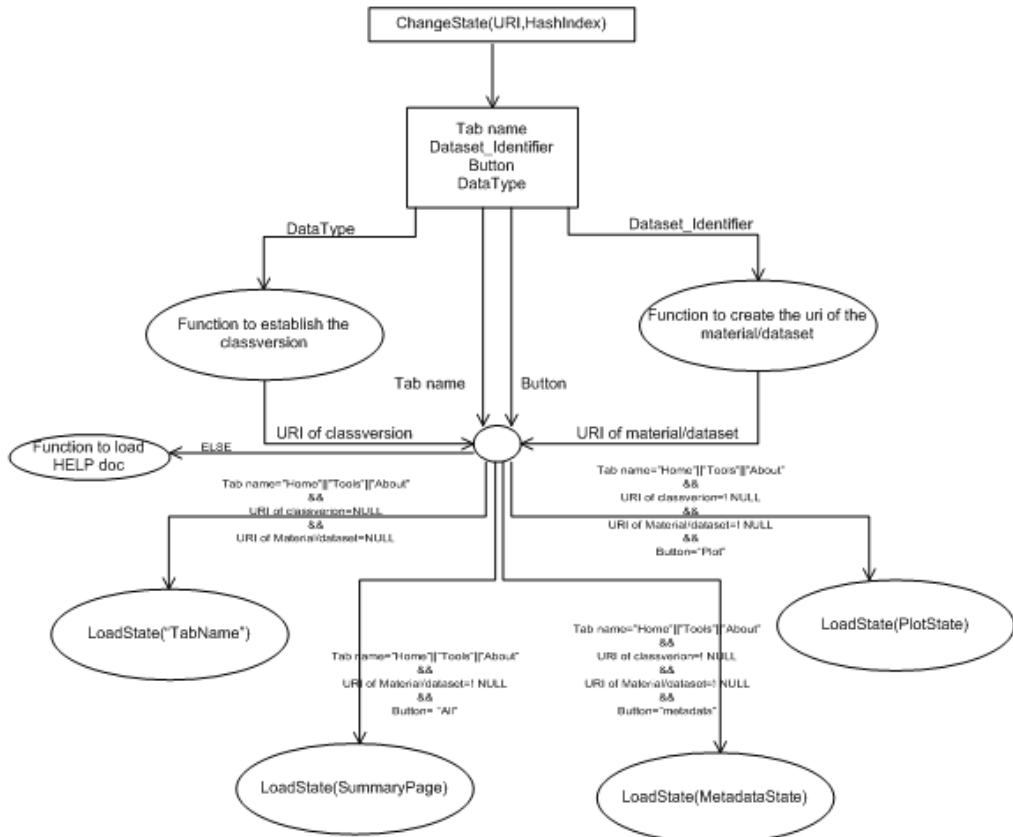 ChangeState(URI,HashIndex)
Tab name
Dataset_Identifier
Button
DataType
DataType
Dataset_Identifier
Function to establish the
classversion
Function to create the uri of the
material/dataset
Tab name
Button
URI of classversion
URI of material/dataset
Function to load
HELP doc
ELSE
Tab name="Home"||"Tools"||"About"
&&
URI of classverion=NULL
&&
URI of Material/dataset=NULL
Tab name="Home"||"Tools"||"About"
&&
URI of classverion=! NULL
&&
URI of Material/dataset=! NULL
&&
Button="Plot"
LoadState("TabName")
LoadState(PlotState)
Tab name="Home"||"Tools"||"About"
&&
URI of Material/dataset=! NULL
&&
Button= "All"
Tab name="Home"||"Tools"||"About"
&&
URI of classverion=! NULL
&&
URI of Material/dataset=! NULL
&&
Button="metadata"
LoadState(SummaryPage)
LoadState(MetadataState)